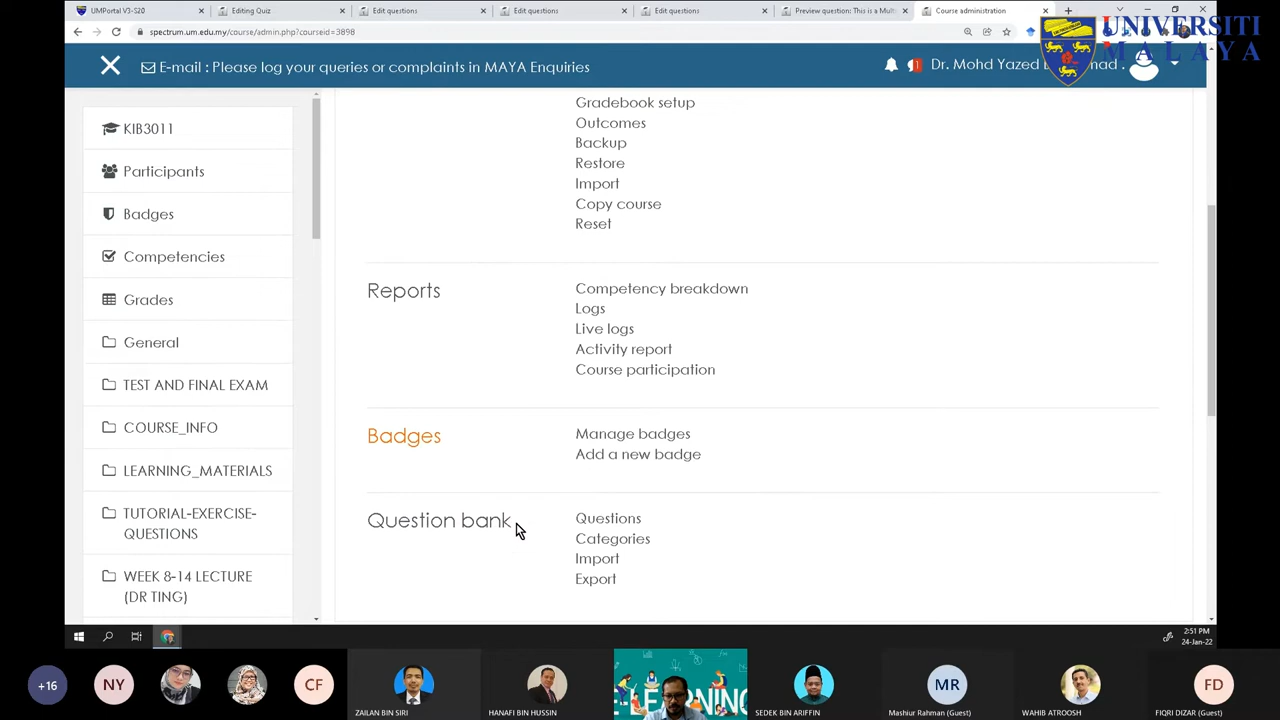 UMPortal V3-S20
Editing Quiz
Edit questions
Edit questions
Edit questions
Preview question: This is a Mult
Course administration
spectrum.um.edu.my/course/admin.php?courseid=3898
UNIVERSITI
MALAYA
E-mail : Please log your queries or complaints in MAYA Enquiries
1
Dr. Mohd Yazed
KIB3011
Participants
Badges
Competencies
Grades
General
TEST AND FINAL EXAM
COURSE_INFO
LEARNING_MATERIALS
TUTORIAL-EXERCISE-
QUESTIONS
WEEK 8-14 LECTURE
(DR TING)
Gradebook setup
Outcomes
Backup
Restore
Import
Copy course
Reset
Reports
Competency breakdown
Logs
Live logs
Activity report
Course participation
Badges
Manage badges
Add a new badge
Question bank
Questions
Categories
Import
Export
2:51 PM
24-Jan-22
+16
NY
CF
ZAILAN BIN SIRI
HANAFI BIN HUSSIN
SEDEK BIN ARIFFIN
MR
Mashiur Rahman (Guest)
WAHIB ATROOSH
FD
FIQRI DIZAR (Guest)